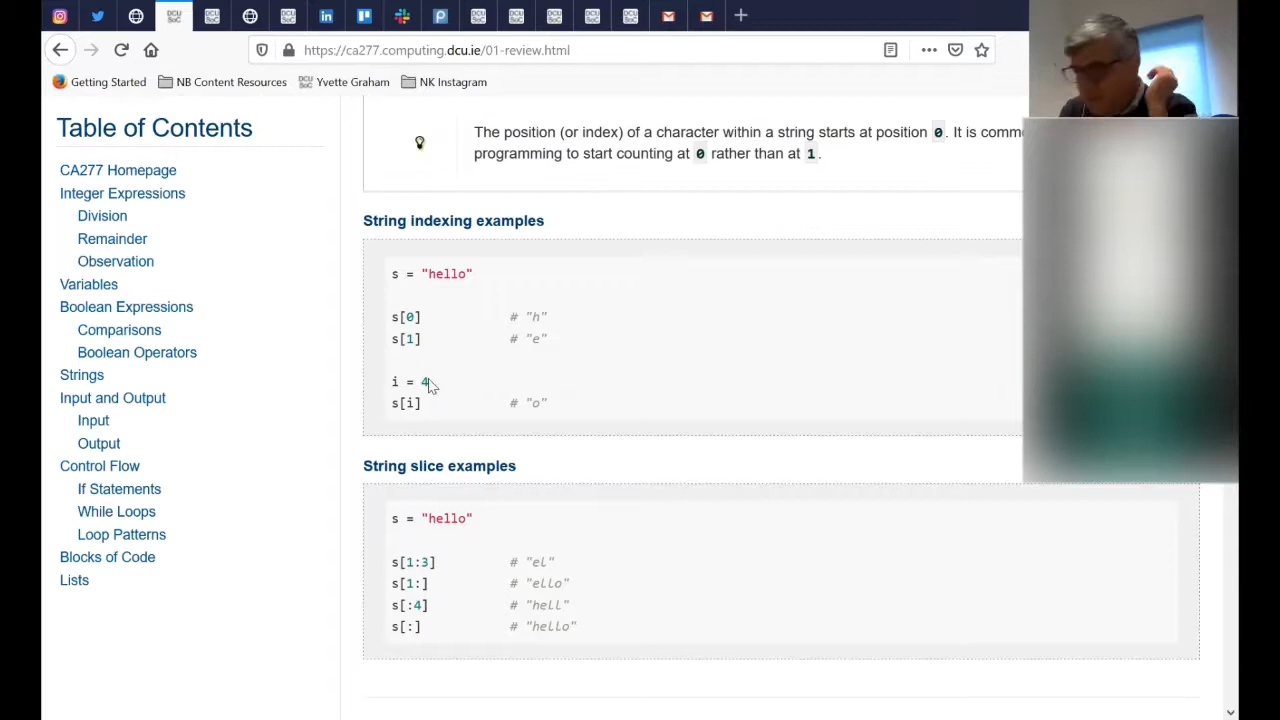 DCU
SoC
https://ca277.computing.dcu.ie/01-review.html
Getting Started NB Content Resources DCU SoC Yvette Graham NK Instagram
Table of Contents
CA277 Homepage
Integer Expressions
Division
Remainder
Observation
Variables
Boolean Expressions
Comparisons
Boolean Operators
Strings
Input and Output
Input
Output
Control Flow
If Statements
While Loops
Loop Patterns
Blocks of Code
Lists
The position (or index) of a character within a string starts at position 0. It is
programming to start counting at 0 rather than at 1.
String indexing examples
s = "hello"
s[0] # "h"
s[1] # "e"
i = 4
s[i] # "o"
String slice examples
s = "hello"
s[1:3] # "el"
s[1:] # "ello"
s[:4] # "hell"
s[:] # "hello"